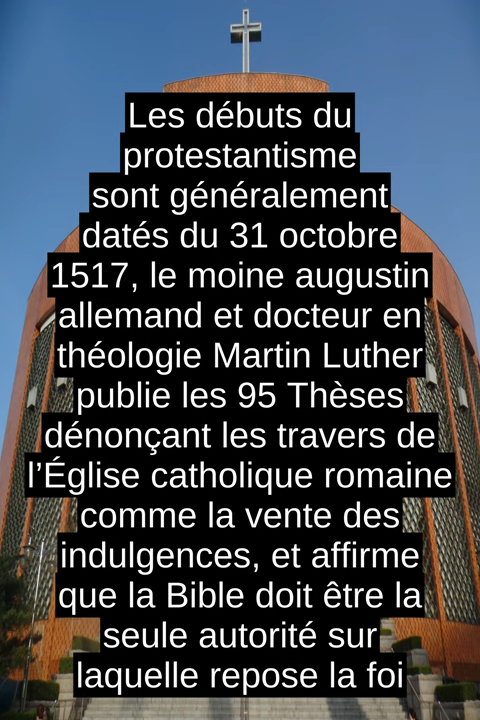 Les débuts du
protestantisme
sont généralement
datés du 31 octobre
1517, le moine augustin
allemand et docteur en
théologie Martin Luther
publie les 95 Thèses
dénonçant les travers de
l’Église catholique romaine
comme la vente des
indulgences, et affirme
que la Bible doit être la
seule autorité sur
laquelle repose la foi